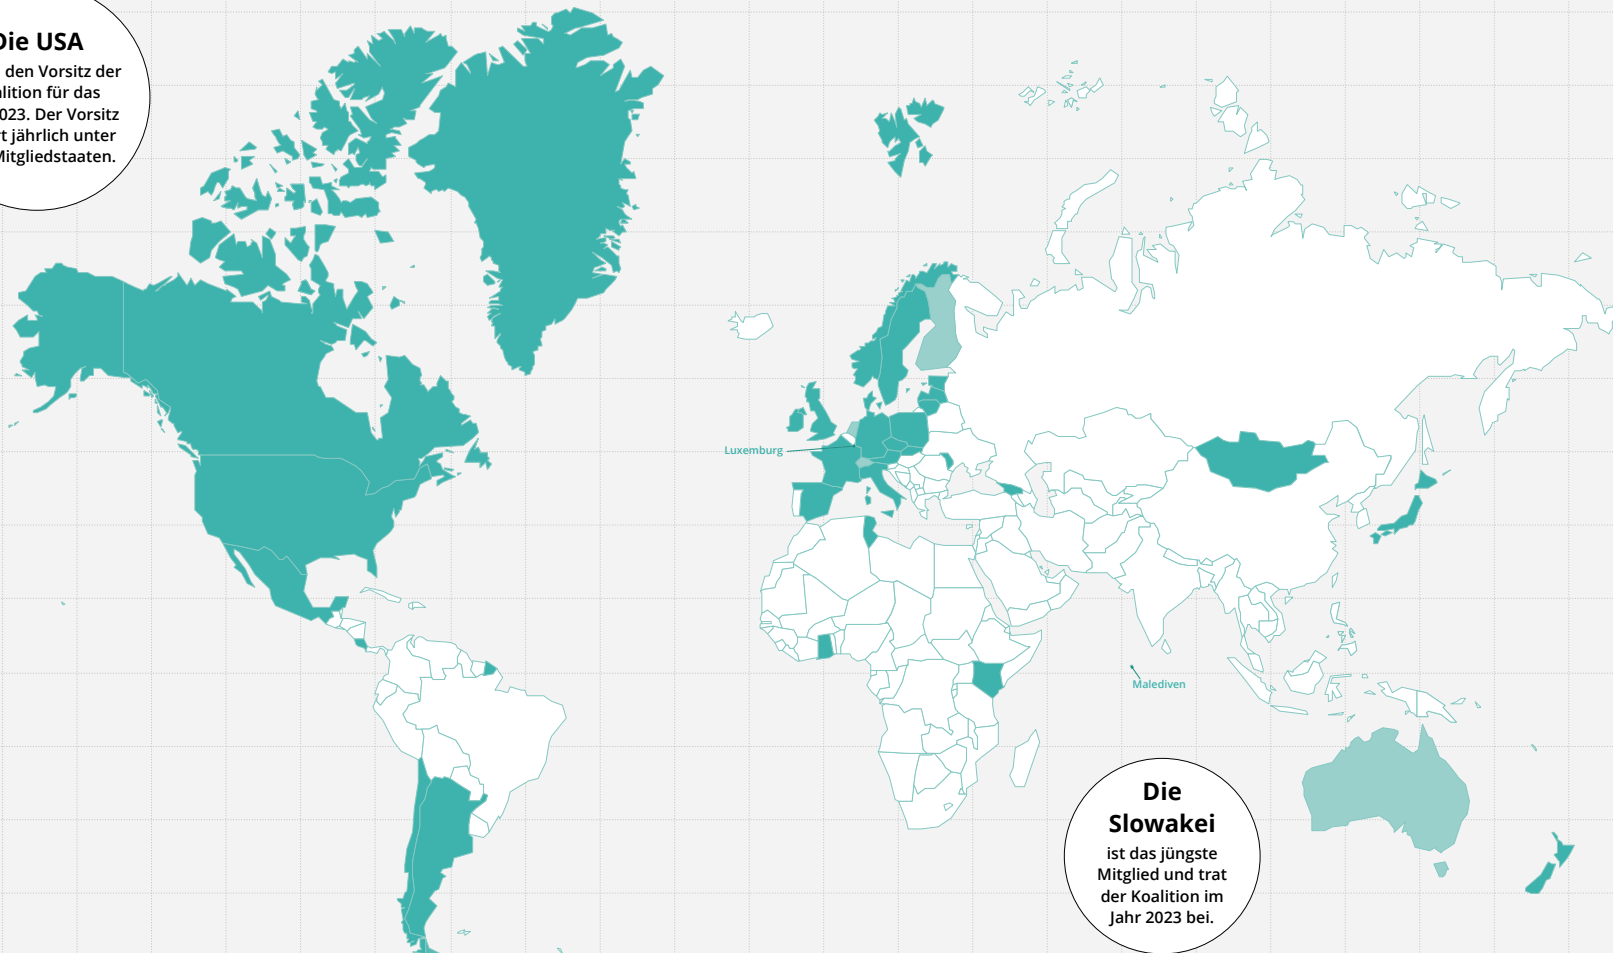 Die USA
den Vorsitz der
lition für das
023. Der Vorsitz
t jährlich unter
Mitgliedstaaten.
Luxemburg
Malediven
Die
Slowakei
ist das jüngste
Mitglied und trat
der Koalition im
Jahr 2023 bei.